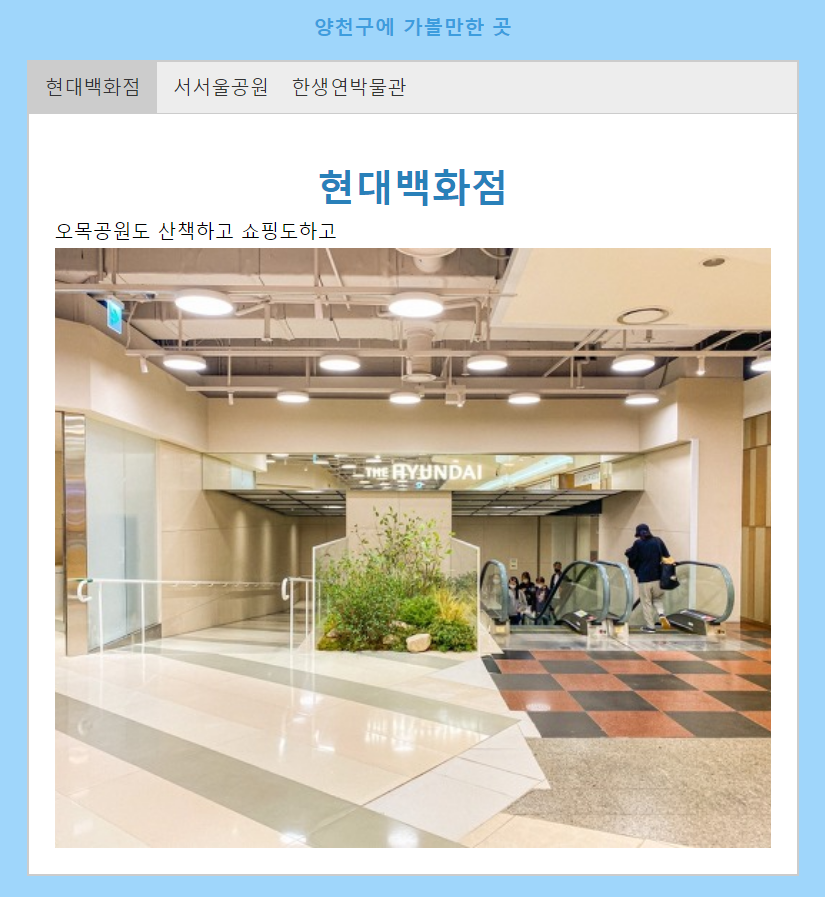 양천구에 가볼만한 곳
현대백화점 서서울공원 한생연박물관
현대백화점
오목공원도 산책하고 쇼핑도하고
THE HYUNDAI